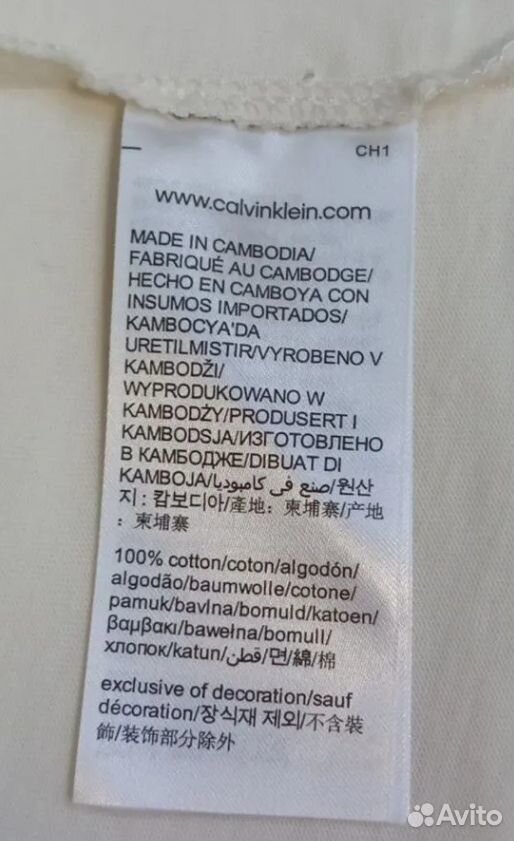 CH1
www.calvinklein.com
MADE IN CAMBODIA/
FABRIQUÉ AU CAMBODGE/
HECHO EN CAMBOYA CON
INSUMOS IMPORTADOS/
KAMBOCYA'DA
URETILMISTIR/VYROBENO V
KAMBODŽI/
WYPRODUKOWANO W
KAMBODŻY/PRODUSERT I
KAMBODSJA/ИЗГОТОВЛЕНО
В КАМБОДЖЕ/DIBUAT DI
KAMBOJA/صنع في كامبوديا/원산
지 : 캄보디아/產地：柬埔寨/产地
：柬埔寨
100% cotton/coton/algodón/
algodão/baumwolle/cotone/
pamuk/bavlna/bomuld/katoen/
βαμβακι/bawełna/bomull/
хлопок/katun/قطن/면/綿/棉
exclusive of decoration/sauf
décoration/장식재 제외/不含裝
飾/装饰部分除外
Avito